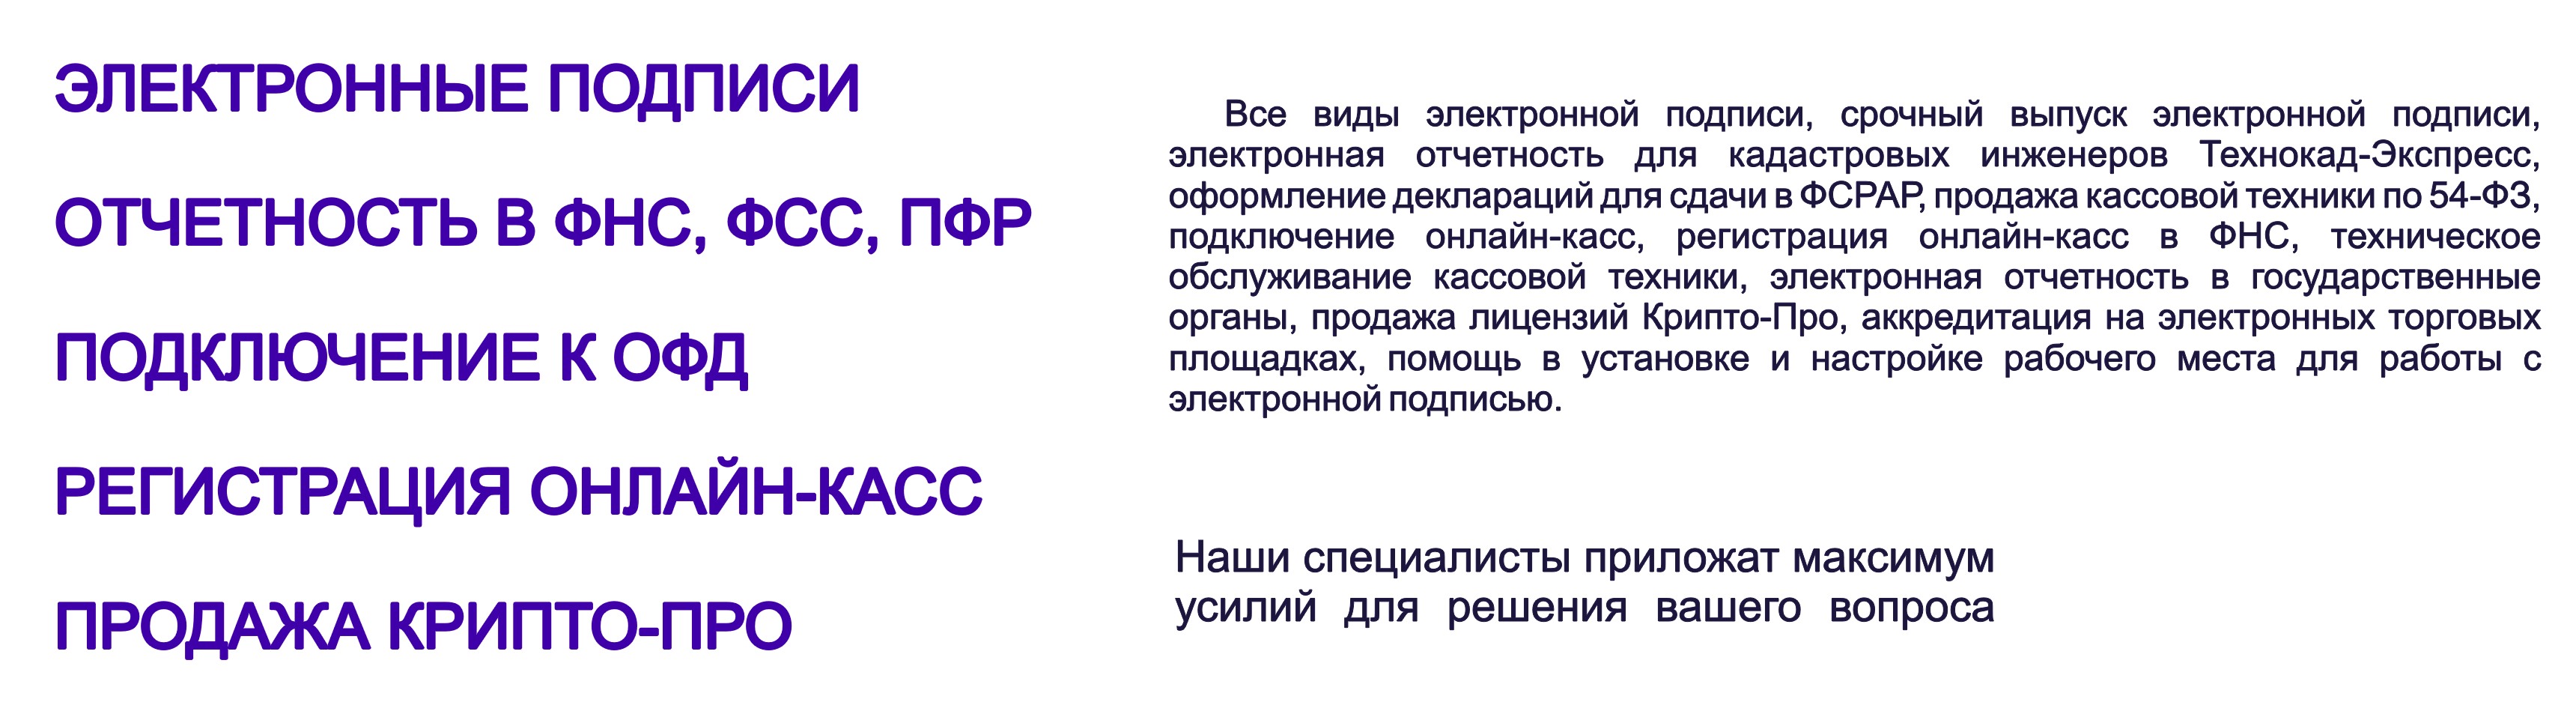 ЭЛЕКТРОННЫЕ ПОДПИСИ
ОТЧЕТНОСТЬ В ФНС, ФСС, ПФР
ПОДКЛЮЧЕНИЕ К ОФД
РЕГИСТРАЦИЯ ОНЛАЙН-КАСС
ПРОДАЖА КРИПТО-ПРО
Все виды электронной подписи, срочный выпуск электронной подписи,
электронная отчетность для кадастровых инженеров Технокад-Экспресс,
оформление деклараций для сдачи в ФСРАР, продажа кассовой техники по 54-ФЗ,
подключение онлайн-касс, регистрация онлайн-касс в ФНС, техническое
обслуживание кассовой техники, электронная отчетность в государственные
органы, продажа лицензий Крипто-Про, аккредитация на электронных торговых
площадках, помощь в установке и настройке рабочего места для работы с
электронной подписью.
Наши специалисты приложат максимум
усилий для решения вашего вопроса